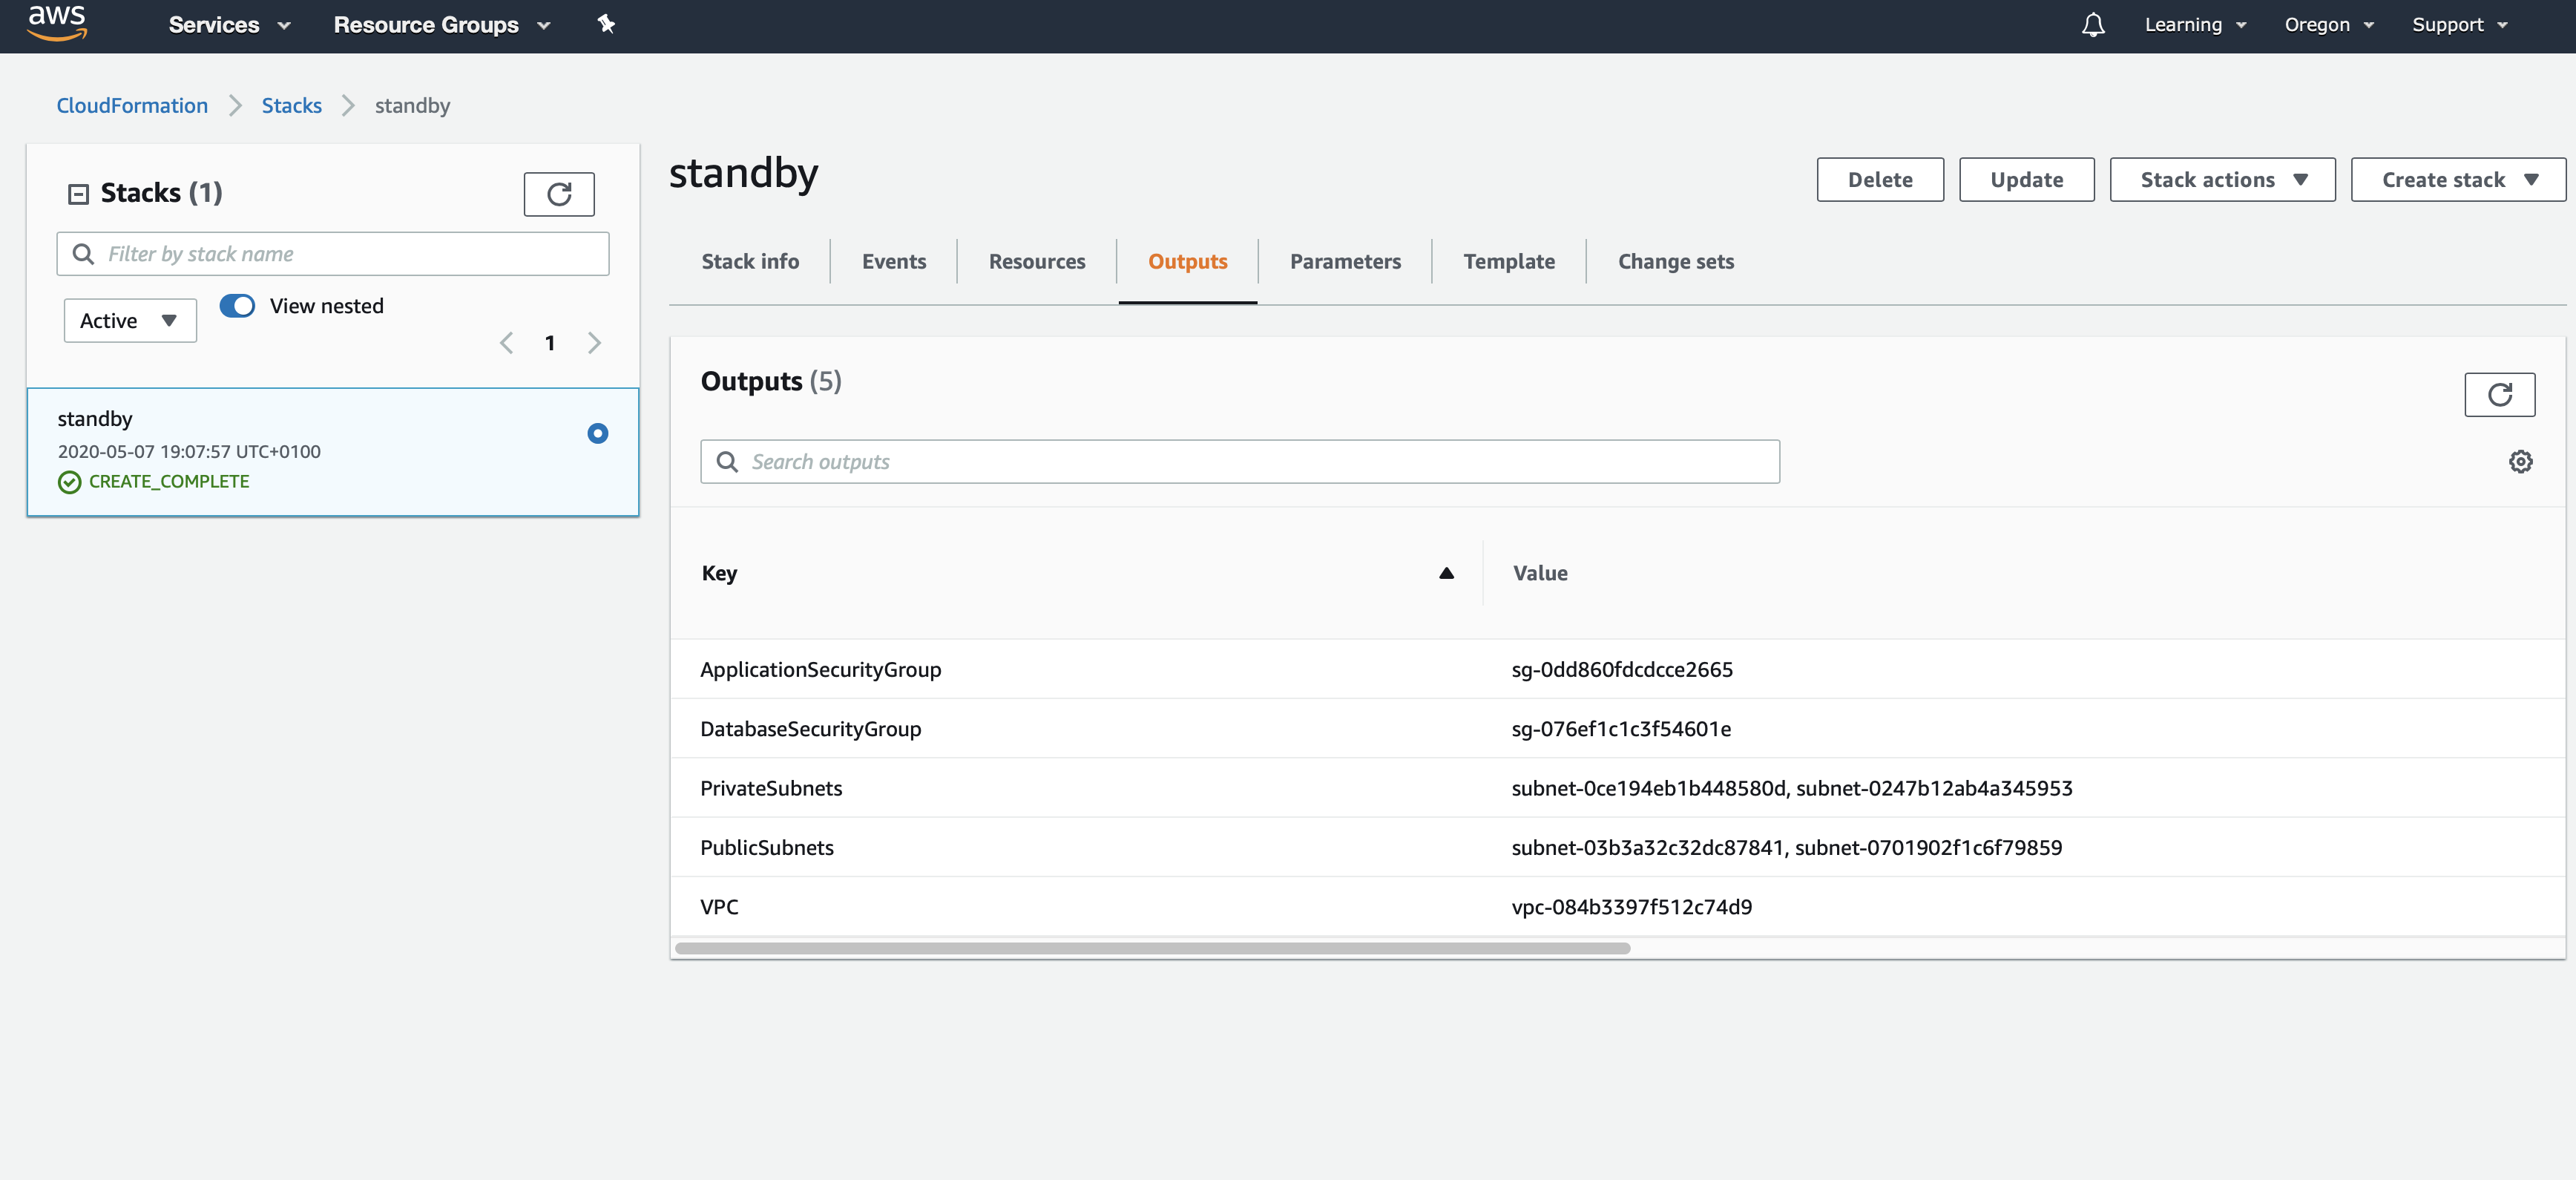 aws Services Resource Groups Learning Oregon Support
CloudFormation Stacks standby
Stacks (1)
Filter by stack name
Active View nested
1
standby
2020-05-07 19:07:57 UTC+0100
CREATE_COMPLETE
standby
Delete Update Stack actions Create stack
Stack info Events Resources Outputs Parameters Template Change sets
Outputs (5)
Search outputs
Key Value
ApplicationSecurityGroup sg-0dd860fdcdcce2665
DatabaseSecurityGroup sg-076ef1c1c3f54601e
PrivateSubnets subnet-0ce194eb1b448580d, subnet-0247b12ab4a345953
PublicSubnets subnet-03b3a32c32dc87841, subnet-0701902f1c6f79859
VPC vpc-084b3397f512c74d9